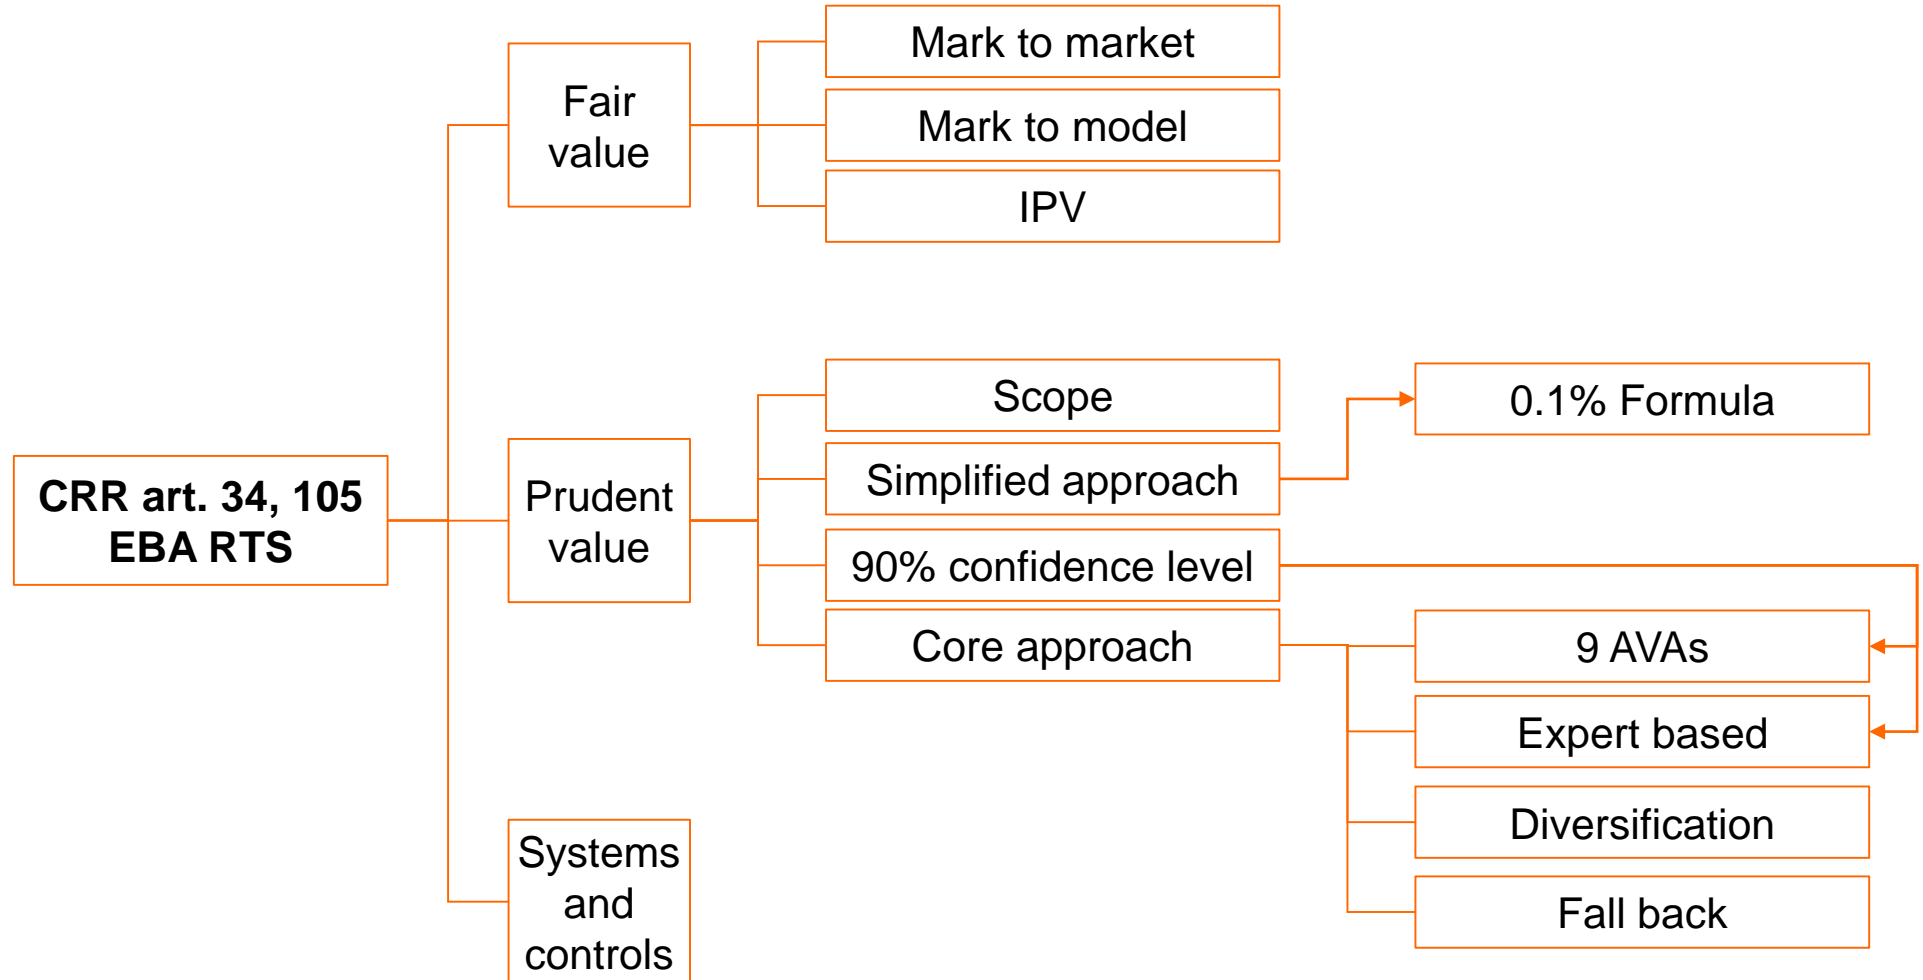 CRR art. 34, 105
EBA RTS
Fair
value
Mark to market
Mark to model
IPV
Prudent
value
Scope
Simplified approach
0.1% Formula
90% confidence level
Core approach
9 AVAs
Expert based
Diversification
Fall back
Systems
and
controls